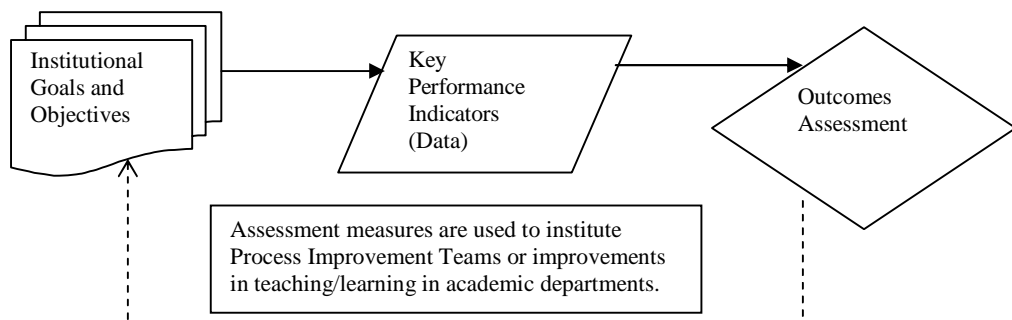 Institutional
Goals and
Objectives
Key
Performance
Indicators
(Data)
Outcomes
Assessment
Assessment measures are used to institute
Process Improvement Teams or improvements
in teaching/learning in academic departments.